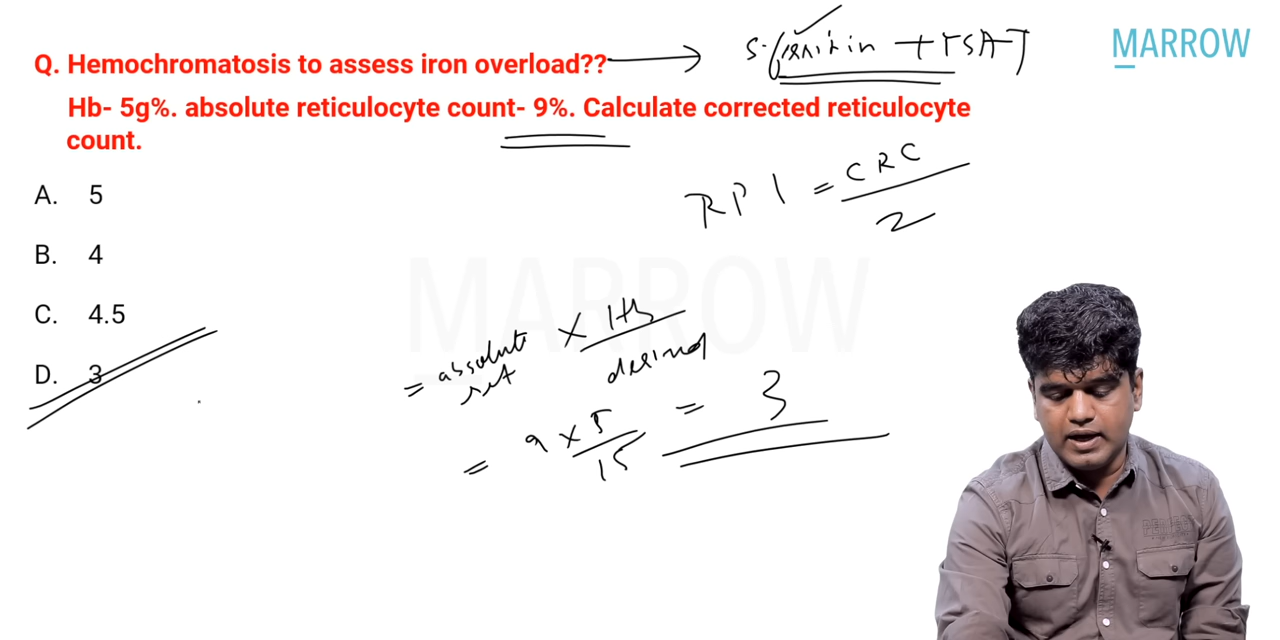 MARROW
Q. Hemochromatosis to assess iron overload??
S. ferritin + TSAT
Hb- 5g%. absolute reticulocyte count- 9%. Calculate corrected reticulocyte
count.
A. 5
B. 4
C. 4.5
D. 3
RPI = CRC
2
MARROW
= absolute ret × Hb
desired
= 9 × 5
15
= 3